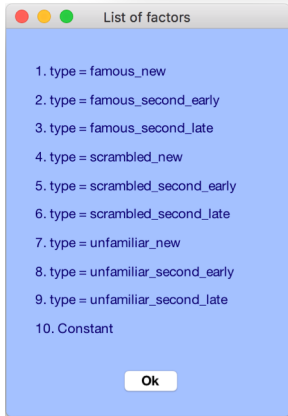 List of factors
1. type = famous_new
2. type = famous_second_early
3. type = famous_second_late
4. type = scrambled_new
5. type = scrambled_second_early
6. type = scrambled_second_late
7. type = unfamiliar_new
8. type = unfamiliar_second_early
9. type = unfamiliar_second_late
10. Constant
Ok